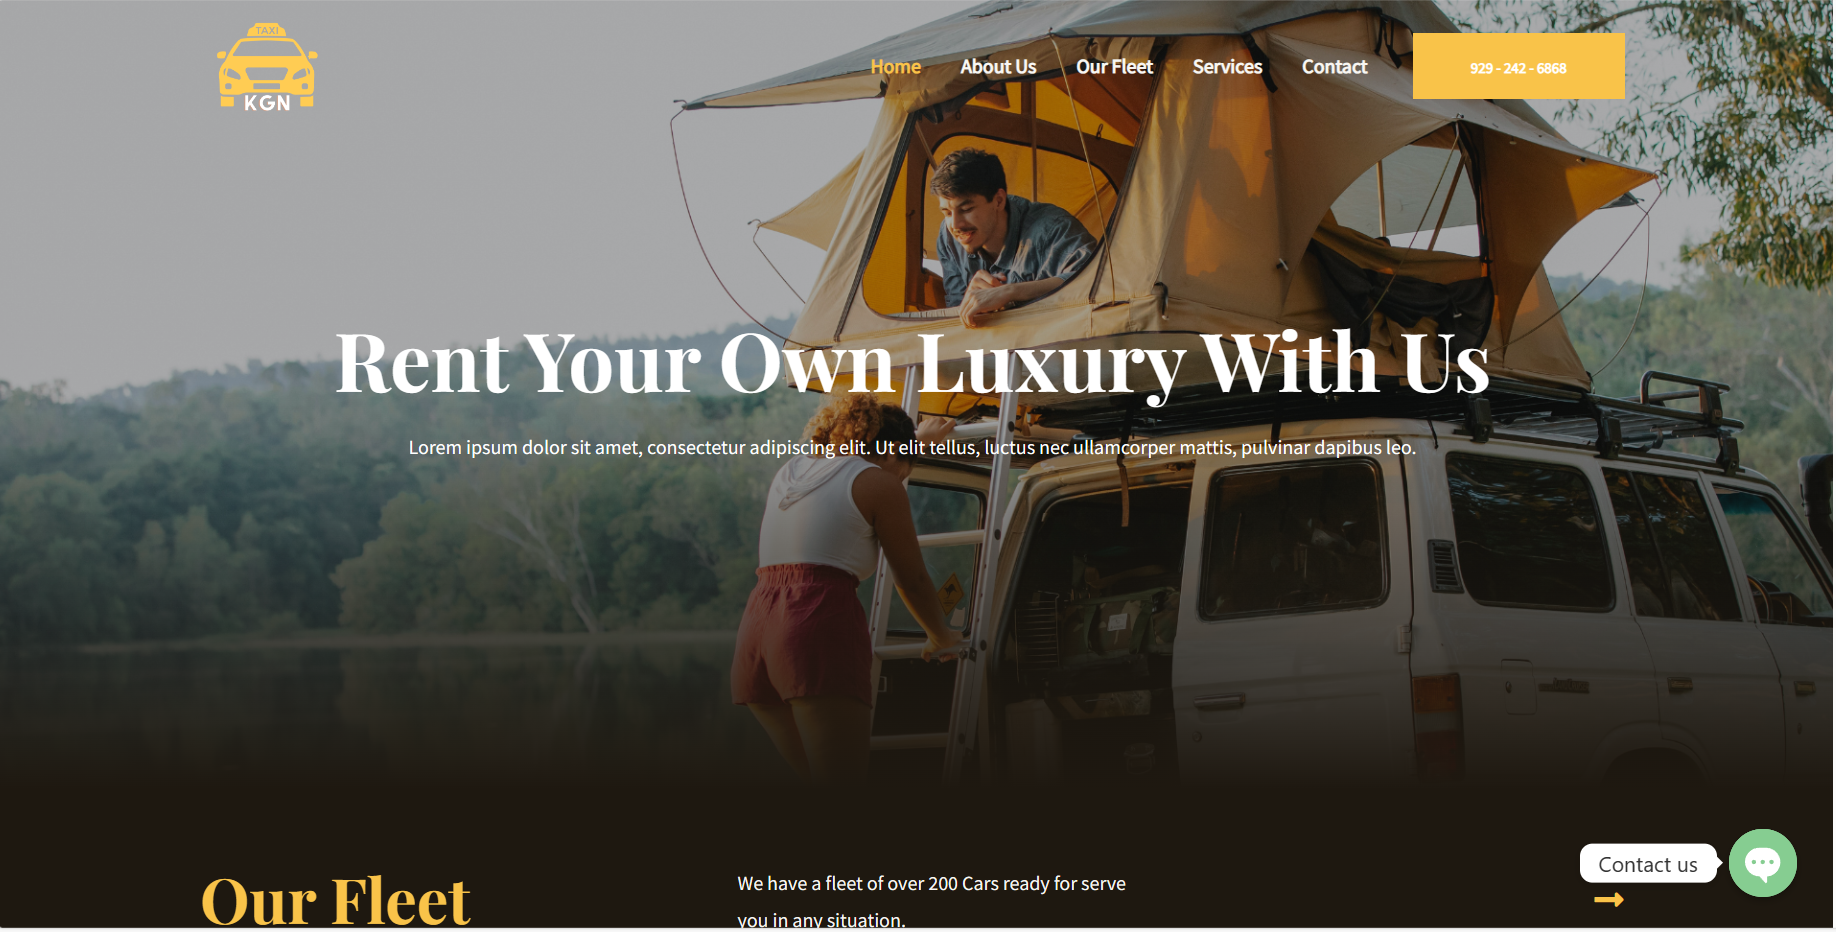 TAXI
KGN
Home
About Us
Our Fleet
Services
Contact
929 - 242 - 6868
Rent Your Own Luxury With Us
Lorem ipsum dolor sit amet, consectetur adipiscing elit. Ut elit tellus, luctus nec ullamcorper mattis, pulvinar dapibus leo.
Our Fleet
We have a fleet of over 200 Cars ready for serve
you in any situation.
Contact us